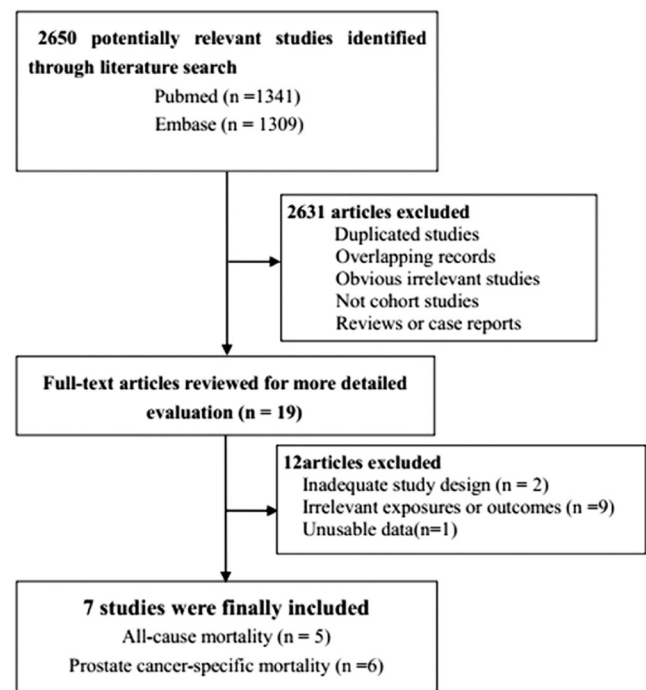 2650 potentially relevant studies identified
through literature search
Pubmed (n =1341)
Embase (n = 1309)
2631 articles excluded
Duplicated studies
Overlapping records
Obvious irrelevant studies
Not cohort studies
Reviews or case reports
Full-text articles reviewed for more detailed
evaluation (n = 19)
12articles excluded
Inadequate study design (n = 2)
Irrelevant exposures or outcomes (n =9)
Unusable data(n=1)
7 studies were finally included
All-cause mortality (n = 5)
Prostate cancer-specific mortality (n =6)